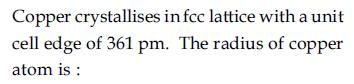 Copper crystallises in fcc lattice with a unit
cell edge of 361 pm. The radius of copper
atom is :